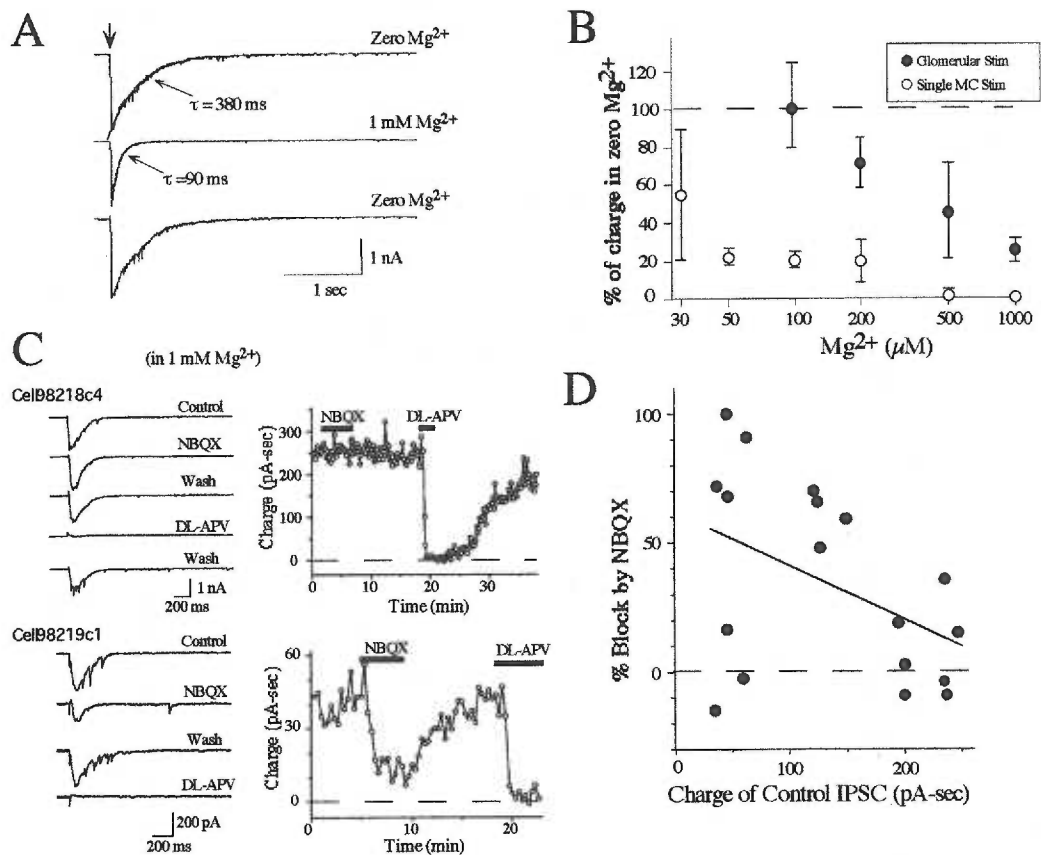 A
Zero Mg2+
τ = 380 ms
1 mM Mg2+
τ =90 ms
Zero Mg2+
1 nA
1 sec
B
% of charge in zero Mg2+
120
100
80
60
40
20
0
30
50
100
200
500
1000
Mg2+ (µM)
Glomerular Stim
Single MC Stim
C
(in 1 mM Mg2+)
Cell98218c4
Control
NBQX
Wash
DL-APV
Wash
1 nA
200 ms
NBQX
DL-APV
Charge (pA-sec)
300
200
100
0
0
10
20
30
Time (min)
Cell98219c1
Control
NBQX
Wash
DL-APV
200 pA
200 ms
NBQX
DL-APV
Charge (pA-sec)
60
30
0
0
10
20
Time (min)
D
% Block by NBQX
100
50
0
0
100
200
Charge of Control IPSC (pA-sec)